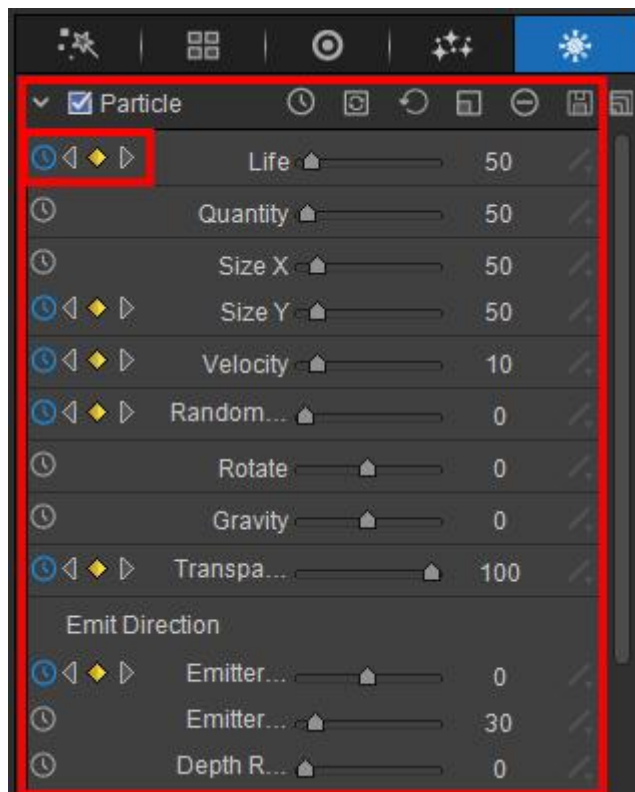 Particle
Life 50
Quantity 50
Size X 50
Size Y 50
Velocity 10
Random... 0
Rotate 0
Gravity 0
Transpa... 100
Emit Direction
Emitter... 0
Emitter... 30
Depth R... 0